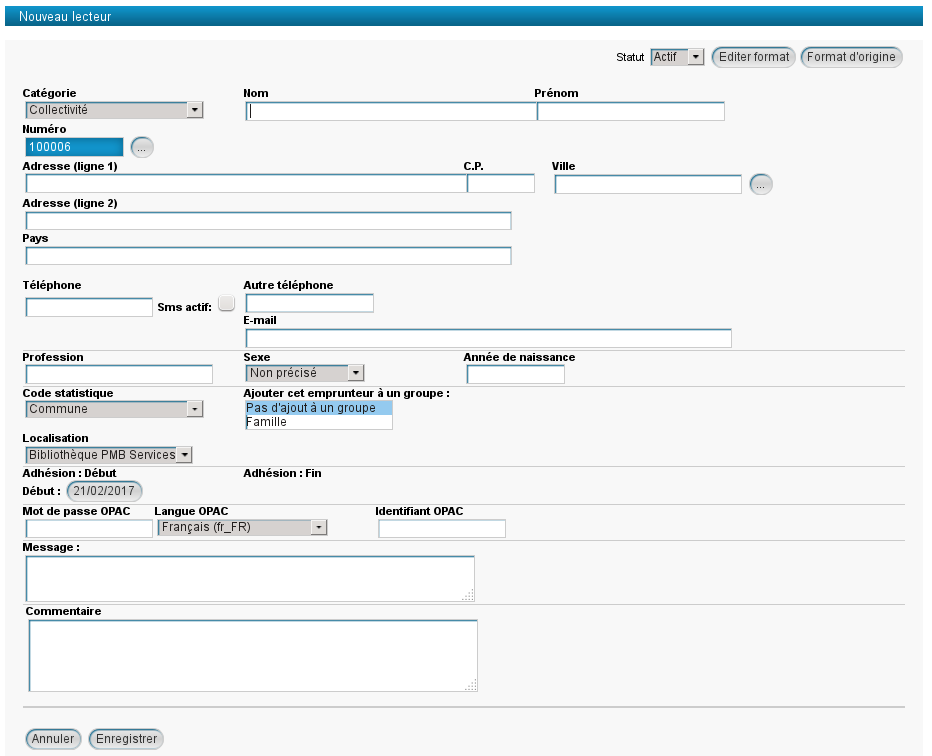 Nouveau lecteur
Statut Actif Editer format Format d'origine
Catégorie Nom Prénom
Collectivité
Numéro
100006 ...
Adresse (ligne 1) C.P. Ville
...
Adresse (ligne 2)
Pays
Téléphone Autre téléphone
Sms actif:
E-mail
Profession Sexe Année de naissance
Non précisé
Code statistique Ajouter cet emprunteur à un groupe :
Commune Pas d'ajout à un groupe
Famille
Localisation
Bibliothèque PMB Services
Adhésion : Début Adhésion : Fin
Début : 21/02/2017
Mot de passe OPAC Langue OPAC Identifiant OPAC
Français (fr_FR)
Message :
Commentaire
Annuler Enregistrer